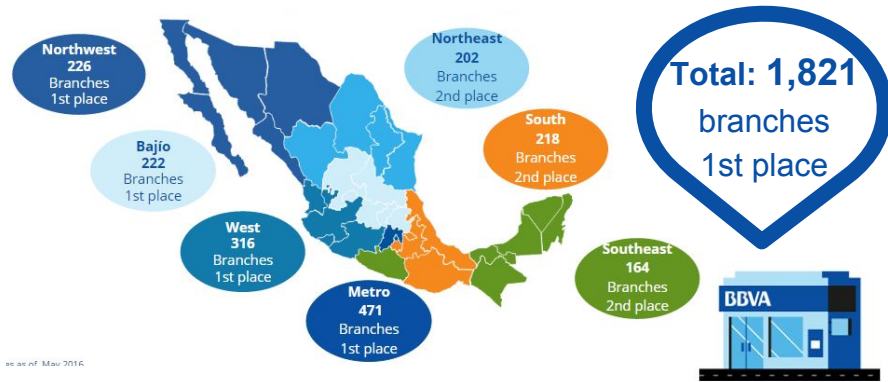 Northwest
226
Branches
1st place
Northeast
202
Branches
2nd place
Total: 1,821
branches
1st place
South
218
Branches
2nd place
Bajío
222
Branches
1st place
West
316
Branches
1st place
Southeast
164
Branches
2nd place
Metro
471
Branches
1st place
BBVA
as of May 2016